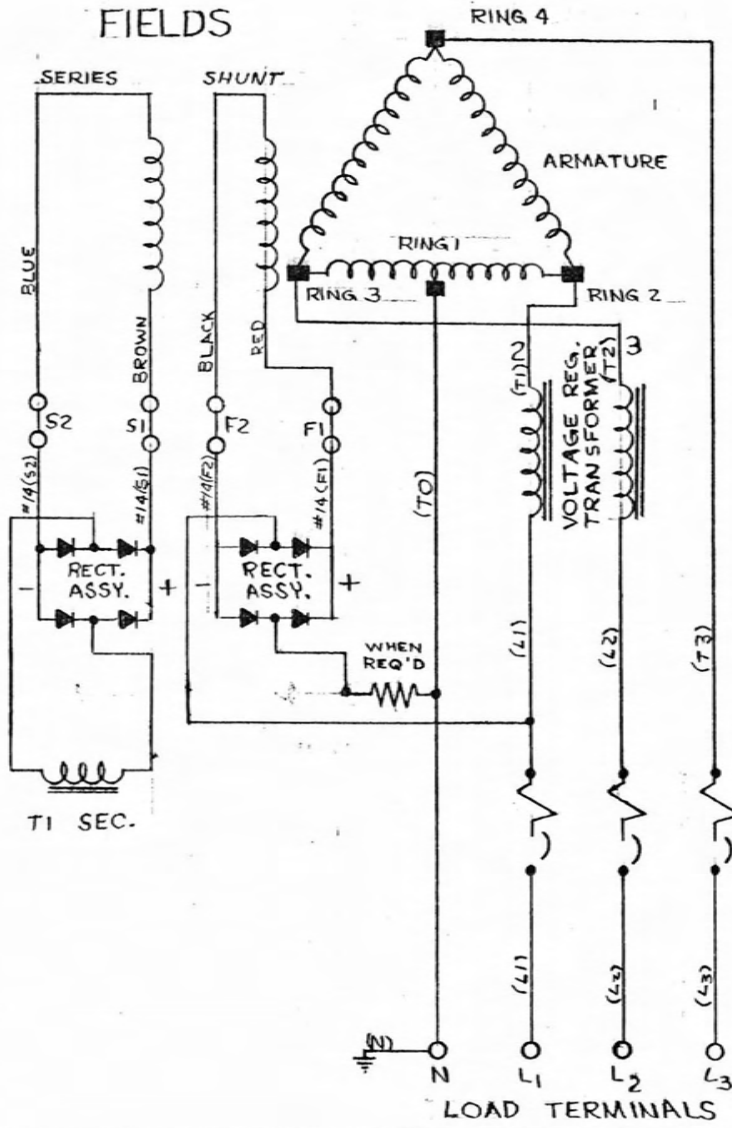 FIELDS
RING 4
SERIES
SHUNT
ARMATURE
RING 1
RING 3
RING 2
BLUE
BROWN
BLACK
RED
2
(T1)
VOLTAGE REG.
TRANSFORMER
(T2)
3
S2
S1
F2
F1
#14(S2)
#14(S1)
#14(F2)
#14(F1)
(T0)
-
RECT.
ASSY.
+
-
RECT.
ASSY.
+
WHEN
REQ'D
(L1)
(L2)
(T3)
T1 SEC.
(L1)
(L2)
(L3)
(N)
N
L1
L2
L3
LOAD TERMINALS